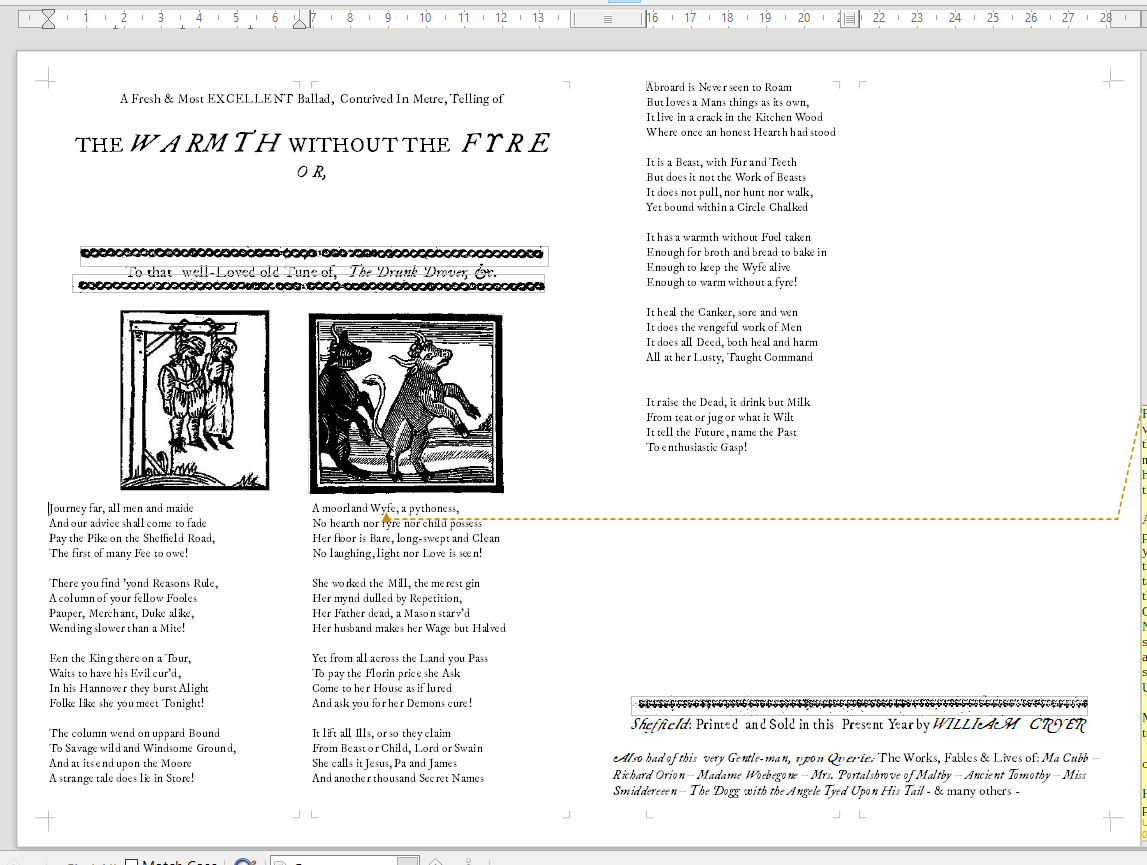 1 2 3 4 5 6 7 8 9 10 11 12 13 16 17 18 19 20 22 23 24 25 26 27 28
A Fresh & Most EXCELLENT Ballad, Contrived In Metre, Telling of
THE WARMTH WITHOUT THE FYRE
OR,
To that well-Loved old Tune of, The Drunk Drover, &c.
Journey far, all men and maide
And our advice shall come to fade
Pay the Pike on the Sheffield Road,
The first of many Fee to owe!
There you find 'yond Reasons Rule,
A column of your fellow Fooles
Pauper, Merchant, Duke alike,
Wending slower than a Mite!
Een the King there on a Tour,
Waits to have his Evil cur'd,
In his Hannover they burst Alight
Folke like she you meet Tonight!
The column wend on uppard Bound
To Savage wild and Windsome Ground,
And at its end upon the Moore
A strange tale does lie in Store!
A moorland Wyfe, a pythoness,
No hearth nor fyre nor child possess
Her floor is Bare, long-swept and Clean
No laughing, light nor Love is seen!
She worked the Mill, the merest gin
Her mynd dulled by Repetition,
Her Father dead, a Mason starv'd
Her husband makes her Wage but Halved
Yet from all across the Land you Pass
To pay the Florin price she Ask
Come to her House as if lured
And ask you for her Demons cure!
It lift all Ills, or so they claim
From Beast or Child, Lord or Swain
She calls it Jesus, Pa and James
And another thousand Secret Names
Abroard is Never seen to Roam
But loves a Mans things as its own,
It live in a crack in the Kitchen Wood
Where once an honest Hearth had stood
It is a Beast, with Fur and Teeth
But does it not the Work of Beasts
It does not pull, nor hunt nor walk,
Yet bound within a Circle Chalked
It has a warmth without Fuel taken
Enough for broth and bread to bake in
Enough to keep the Wyfe alive
Enough to warm without a fyre!
It heal the Canker, sore and wen
It does the vengeful work of Men
It does all Deed, both heal and harm
All at her Lusty, Taught Command
It raise the Dead, it drink but Milk
From teat or jug or what it Wilt
It tell the Future, name the Past
To enthusiastic Gasp!
Sheffield: Printed and Sold in this Present Year by WILLIAM CRYER
Also had of this very Gentle-man, upon Querie: The Works, Fables & Lives of: Ma Cubb –
Richard Orion – Madame Woebegone – Mrs. Portalshrove of Maltby – Ancient Tomothy – Miss
Smiddereeen – The Dogg with the Angele Tyed Upon His Tail - & many others -
Match Case